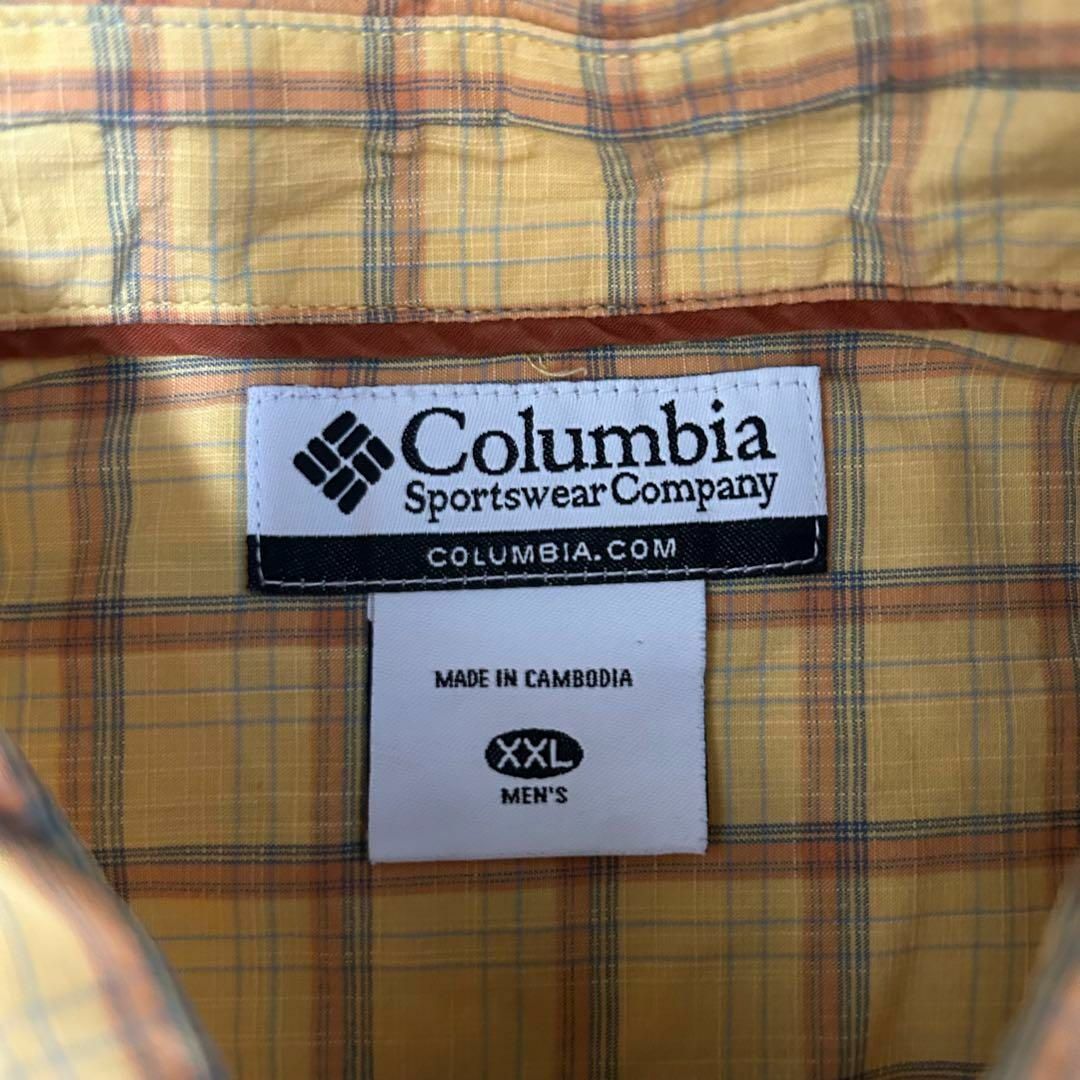 Columbia
Sportswear Company
COLUMBIA.COM
MADE IN CAMBODIA
XXL
MEN'S